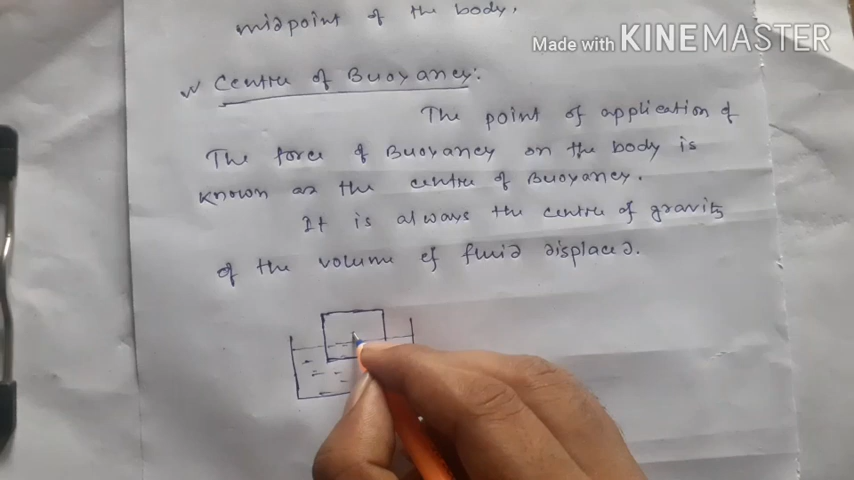 midpoint of the body.
Made with KINEMASTER
Centre of Buoyancy:
The point of application of
The force of Buoyancy on the body is
known as the centre of Buoyancy.
It is always the centre of gravity
of the volume of fluid displaced.